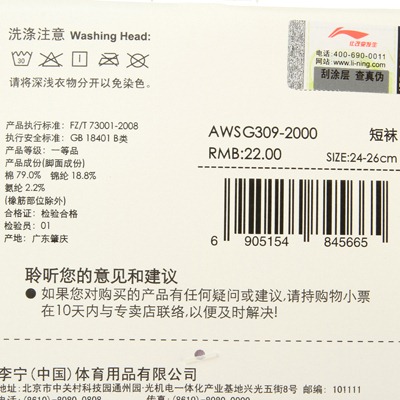 洗涤注意 Washing Head:
30
请将深浅衣物分开以免染色。
电话:400-690-0011
网址:www.li-ning.com
刮涂层 查真伪
产品执行标准: FZ/T 73001-2008
安全执行标准: GB 18401 B类
产品等级: 一等品
产品成份(脚面成份)
棉 79.0% 锦纶 18.8%
氨纶 2.2%
(橡筋部位除外)
合格证: 检验合格
检验员: 01
产地: 广东肇庆
AWSG309-2000 短袜
RMB:22.00 SIZE:24-26cm
6 905154 845665
聆听您的意见和建议
●如果您对购买的产品有任何疑问或建议,请持购物小票
在10天内与专卖店联络,以便及时解决!
李宁(中国)体育用品有限公司
地址:北京市中关村科技园通州园·光机电一体化产业基地兴光五街8号 邮编:101111